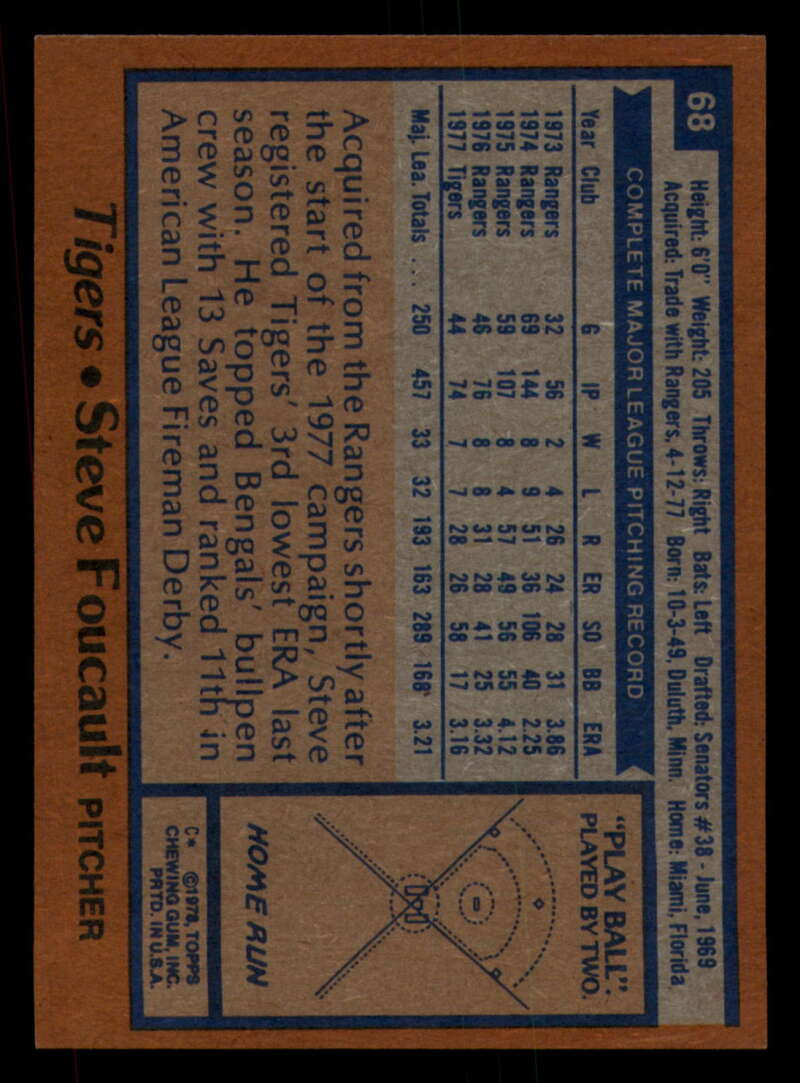 68
Height: 6'0" Weight: 205 Throws: Right Bats: Left Drafted: Senators #38 - June, 1969
Acquired: Trade with Rangers, 4-12-77 Born: 10-3-49, Duluth, Minn. Home: Miami, Florida
COMPLETE MAJOR LEAGUE PITCHING RECORD
Year Club G IP W L R ER SO BB ERA
1973 Rangers 32 56 2 4 26 24 28 31 3.86
1974 Rangers 69 144 8 9 51 36 106 40 2.25
1975 Rangers 59 107 8 4 57 49 56 55 4.12
1976 Rangers 46 76 8 8 31 28 41 25 3.32
1977 Tigers 44 74 7 7 28 26 58 17 3.16
Maj. Lea. Totals ... 250 457 33 32 193 163 289 168 3.21
Acquired from the Rangers shortly after
the start of the 1977 campaign, Steve
registered Tigers' 3rd lowest ERA last
season. He topped Bengals' bullpen
crew with 13 Saves and ranked 11th in
American League Fireman Derby.
"PLAY BALL"
PLAYED BY TWO.
HOME RUN
C* ©1978, TOPPS
CHEWING GUM, INC.
PRTD. IN U.S.A.
Tigers • Steve Foucault PITCHER